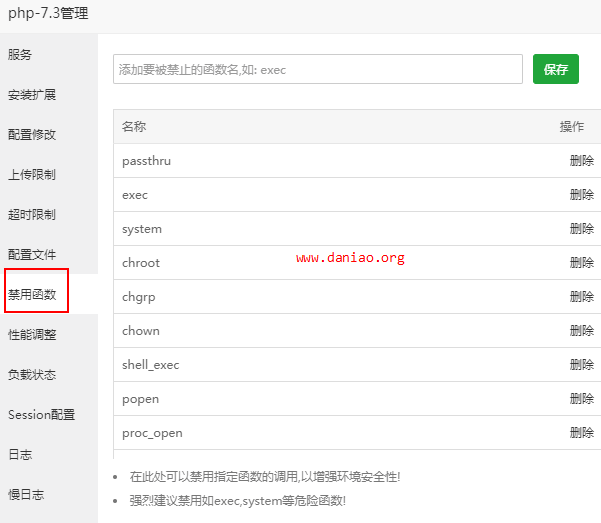 php-7.3管理
服务
安装扩展
配置修改
上传限制
超时限制
配置文件
禁用函数
性能调整
负载状态
Session配置
日志
慢日志
添加要被禁止的函数名,如: exec
保存
名称 操作
passthru 删除
exec 删除
system 删除
www.daniao.org
chroot 删除
chgrp 删除
chown 删除
shell_exec 删除
popen 删除
proc_open 删除
在此处可以禁用指定函数的调用,以增强环境安全性!
强烈建议禁用如exec,system等危险函数!